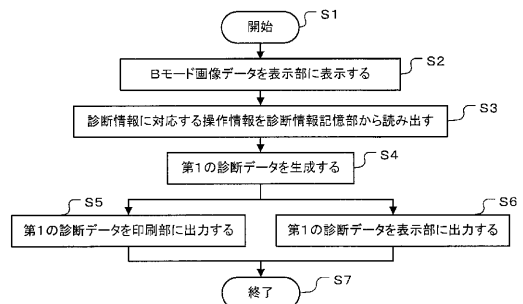 開始
S1
Bモード画像データを表示部に表示する
S2
診断情報に対応する操作情報を診断情報記憶部から読み出す
S3
第1の診断データを生成する
S4
S5
第1の診断データを印刷部に出力する
S6
第1の診断データを表示部に出力する
終了
S7